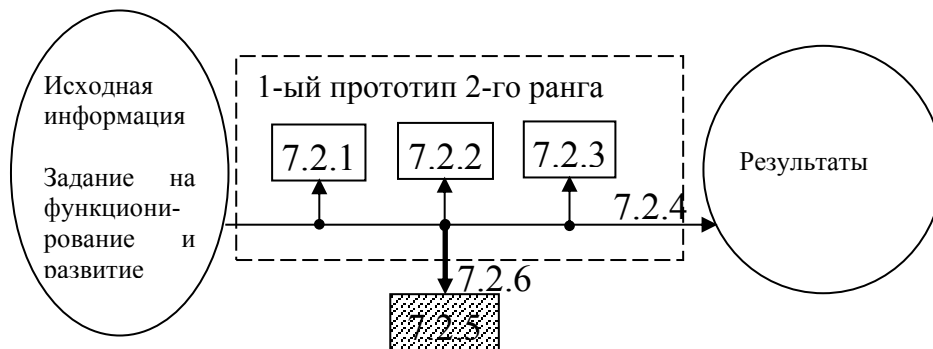 Исходная
информация
Задание на
функциони-
рование и
развитие
1-ый прототип 2-го ранга
7.2.1
7.2.2
7.2.3
7.2.4
7.2.6
7.2.5
Результаты